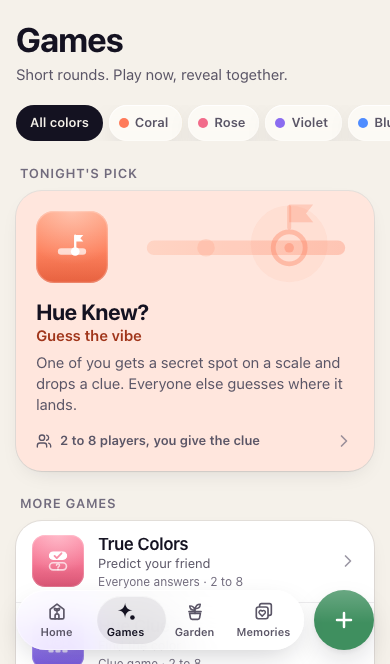 Games
Short rounds. Play now, reveal together.
All colors Coral Rose Violet
TONIGHT'S PICK
Hue Knew?
Guess the vibe
One of you gets a secret spot on a scale and
drops a clue. Everyone else guesses where it
lands.
2 to 8 players, you give the clue
MORE GAMES
True Colors
Predict your friend
Everyone answers · 2 to 8
Home Games Garden Memories
Clue game · 2 to 8